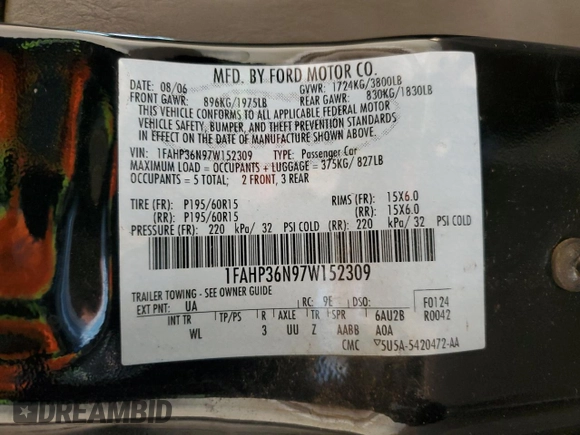 MFD. BY FORD MOTOR CO.
DATE: 08/06 GVWR: 1724KG/3800LB
FRONT GAWR: 896KG/1975LB REAR GAWR: 830KG/1830LB
THIS VEHICLE CONFORMS TO ALL APPLICABLE FEDERAL MOTOR
VEHICLE SAFETY, BUMPER, AND THEFT PREVENTION STANDARDS
IN EFFECT ON THE DATE OF MANUFACTURE SHOWN ABOVE.
VIN: 1FAHP36N97W152309 TYPE: Passenger Car
MAXIMUM LOAD = OCCUPANTS + LUGGAGE = 375KG/ 827LB
OCCUPANTS = 5 TOTAL; 2 FRONT, 3 REAR
TIRE (FR): P195/60R15 RIMS (FR): 15X6.0
(RR): P195/60R15 (RR): 15X6.0
PRESSURE (FR): 220 kPa/ 32 PSI COLD (RR): 220 kPa/ 32 PSI COLD
1FAHP36N97W152309
TRAILER TOWING - SEE OWNER GUIDE
EXT PNT: UA RC: 9E DSO: F0124
INT TR TP/PS R AXLE TR SPR 6AU2B R0042
WL 3 UU Z AABB AOA
CMC ▽5U5A-5420472-AA
DREAMBID